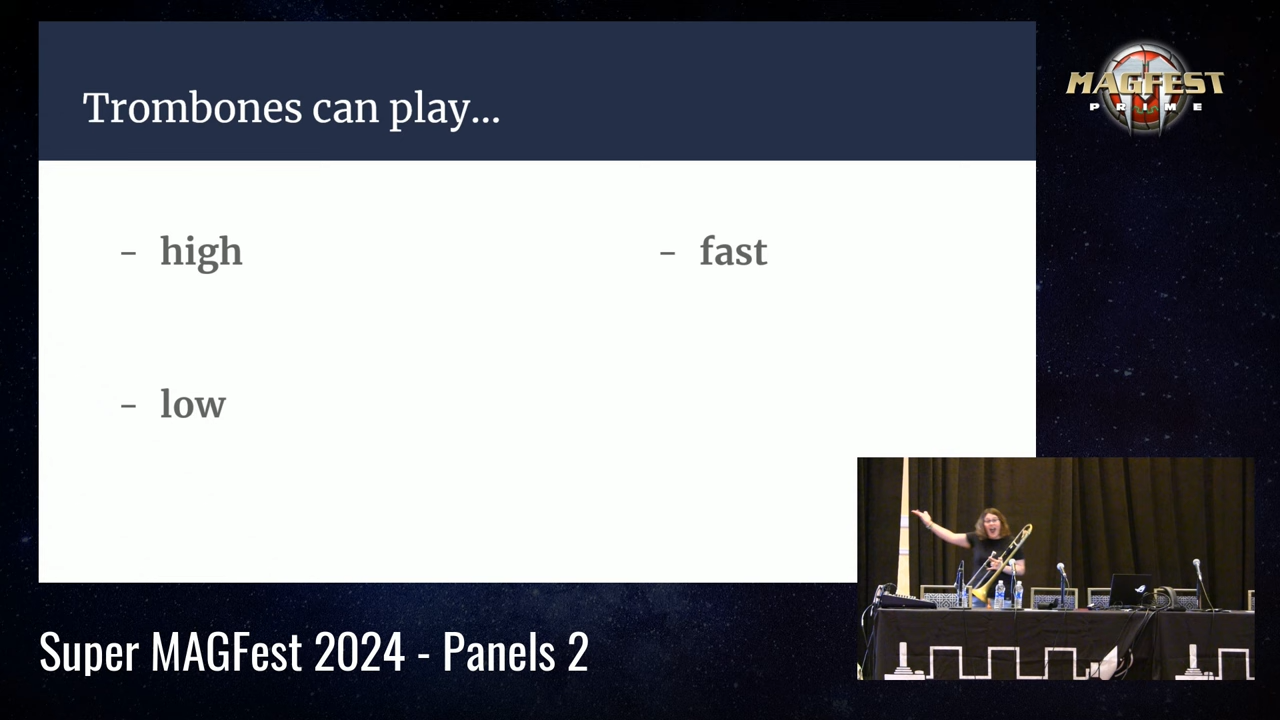 Trombones can play...
- high
- fast
- low
MAGFEST
PRIME
Super MAGFest 2024 - Panels 2